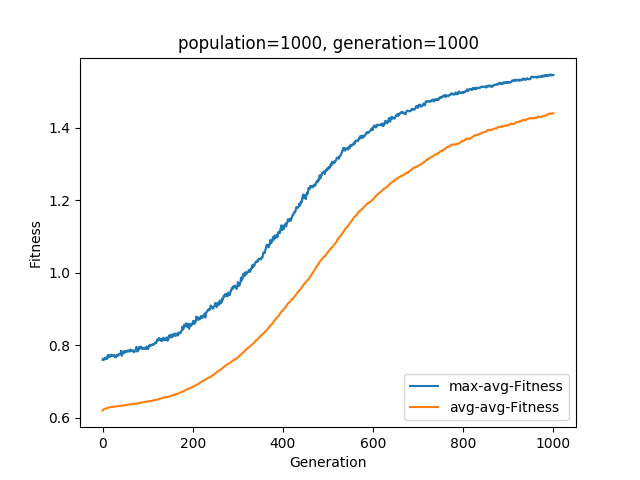 population=1000, generation=1000
Fitness
1.4
1.2
1.0
0.8
0.6
max-avg-Fitness
avg-avg-Fitness
0 200 400 600 800 1000
Generation